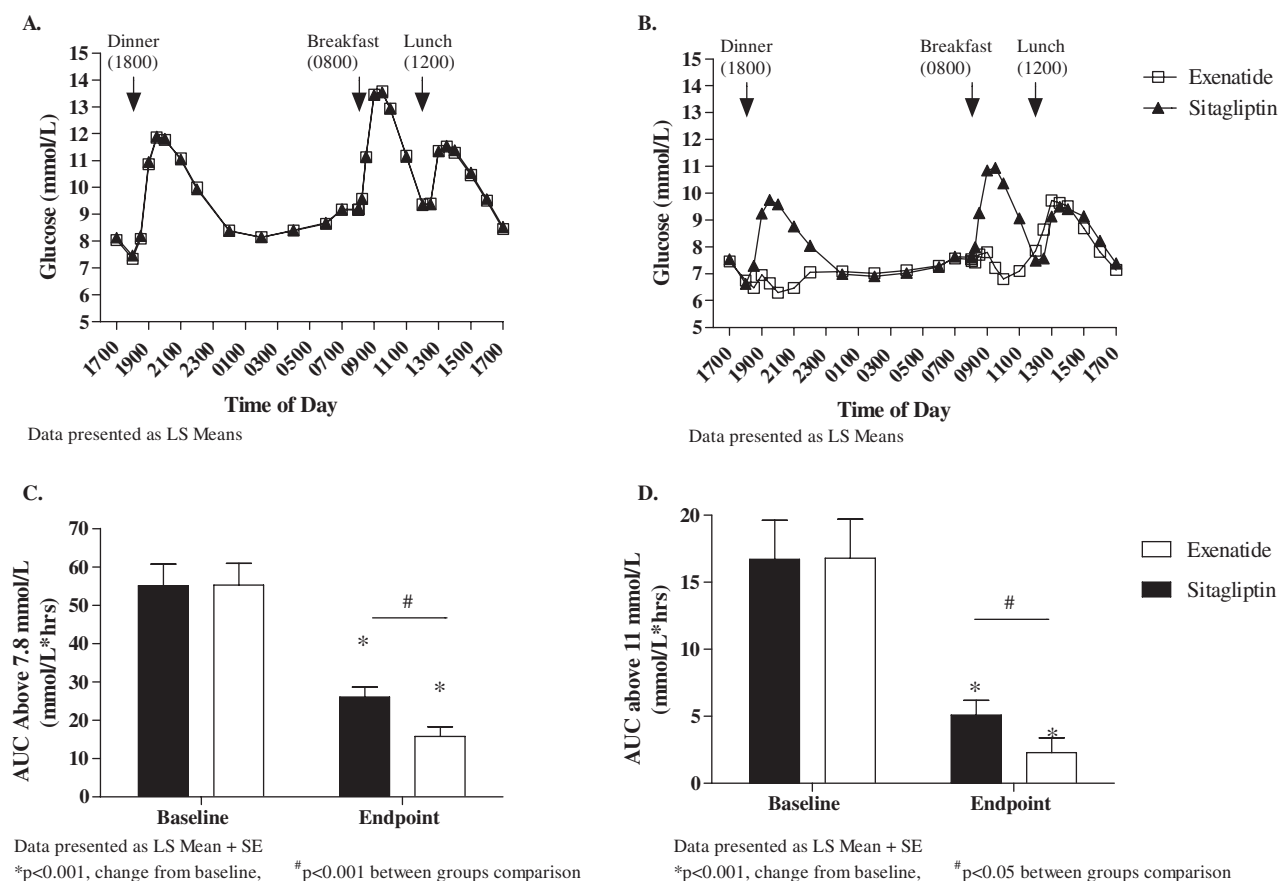 A.
Dinner
(1800)
Breakfast
(0800)
Lunch
(1200)
15
14
13
12
11
10
9
8
7
6
5
Glucose (mmol/L)
1700 1900 2100 2300 0100 0300 0500 0700 0900 1100 1300 1500 1700
Time of Day
Data presented as LS Means
B.
Dinner
(1800)
Breakfast
(0800)
Lunch
(1200)
15
14
13
12
11
10
9
8
7
6
5
Glucose (mmol/L)
1700 1900 2100 2300 0100 0300 0500 0700 0900 1100 1300 1500 1700
Time of Day
Data presented as LS Means
Exenatide
Sitagliptin
C.
70
60
50
40
30
20
10
0
AUC Above 7.8 mmol/L
(mmol/L*hrs)
#
*
*
Baseline Endpoint
Data presented as LS Mean + SE
*p<0.001, change from baseline, #p<0.001 between groups comparison
D.
20
15
10
5
0
AUC above 11 mmol/L
(mmol/L*hrs)
#
*
*
Baseline Endpoint
Exenatide
Sitagliptin
Data presented as LS Mean + SE
*p<0.001, change from baseline, #p<0.05 between groups comparison